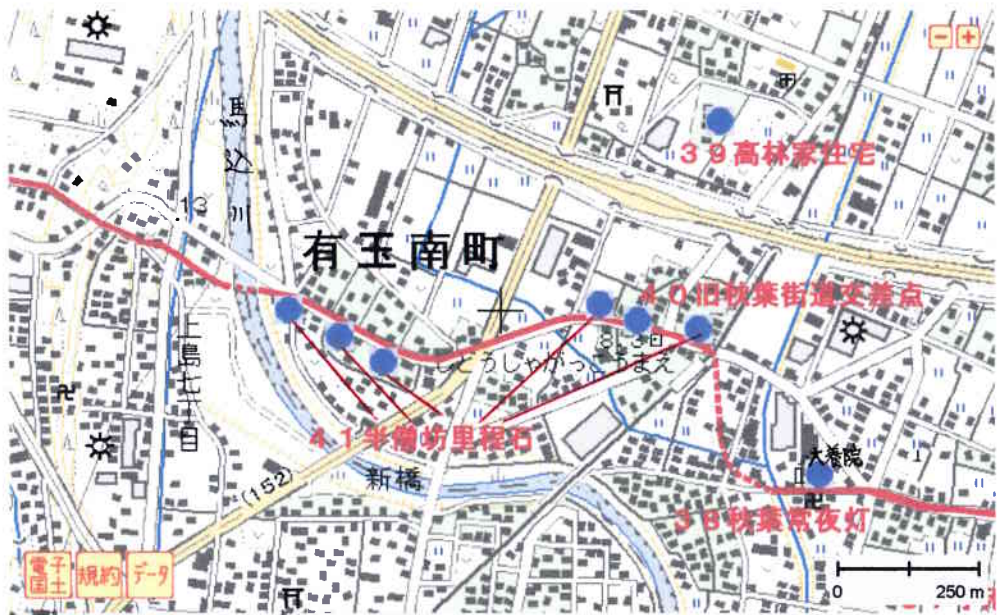 39高林家住宅
馬込川
13
有玉南町
40旧秋葉街道交差点
じどうしゃがっこうまえ
上島七丁目
41半僧坊里程石
大養院
(152)
新橋
38秋葉常夜灯
電子国土
規約
データ
0
250 m